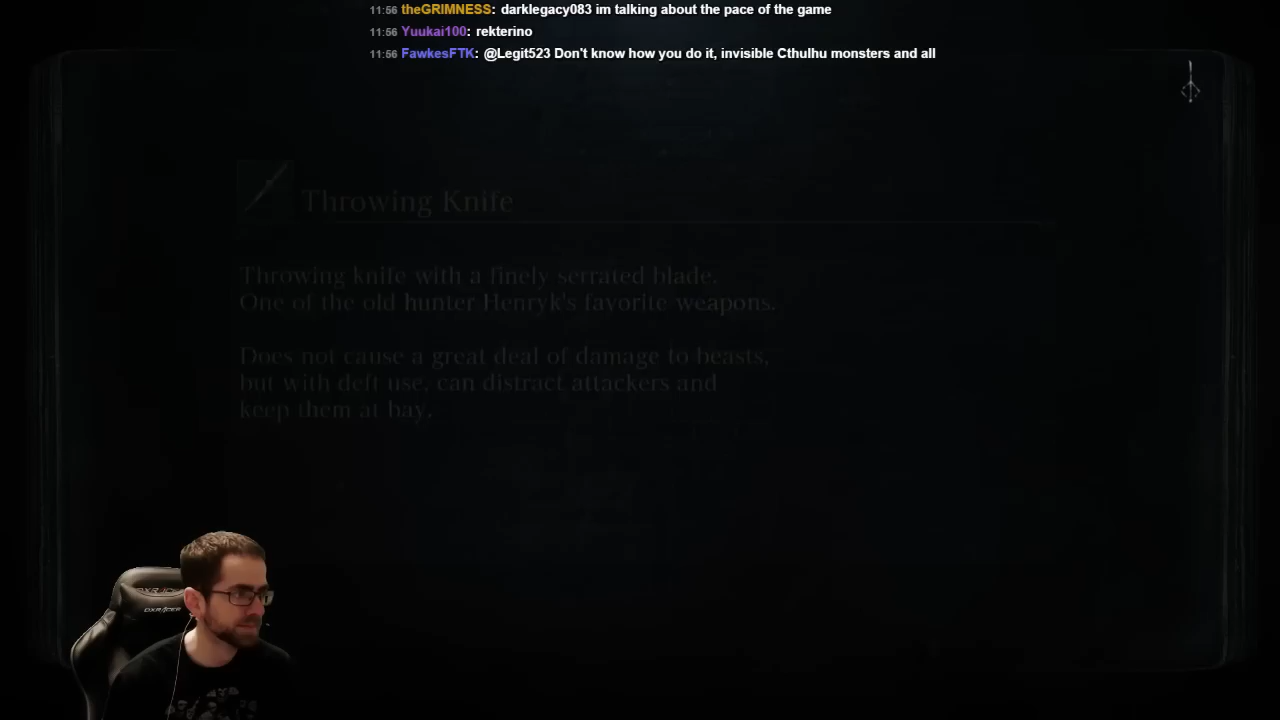 11:56 theGRIMNESS: darklegacy083 im talking about the pace of the game
11:56 Yuukai100: rekterino
11:56 FawkesFTK: @Legit523 Don't know how you do it, invisible Cthulhu monsters and all
Throwing Knife
Throwing knife with a finely serrated blade.
One of the old hunter Henryk's favorite weapons.
Does not cause a great deal of damage to beasts,
but with deft use, can distract attackers and
keep them at bay.
DXRACER